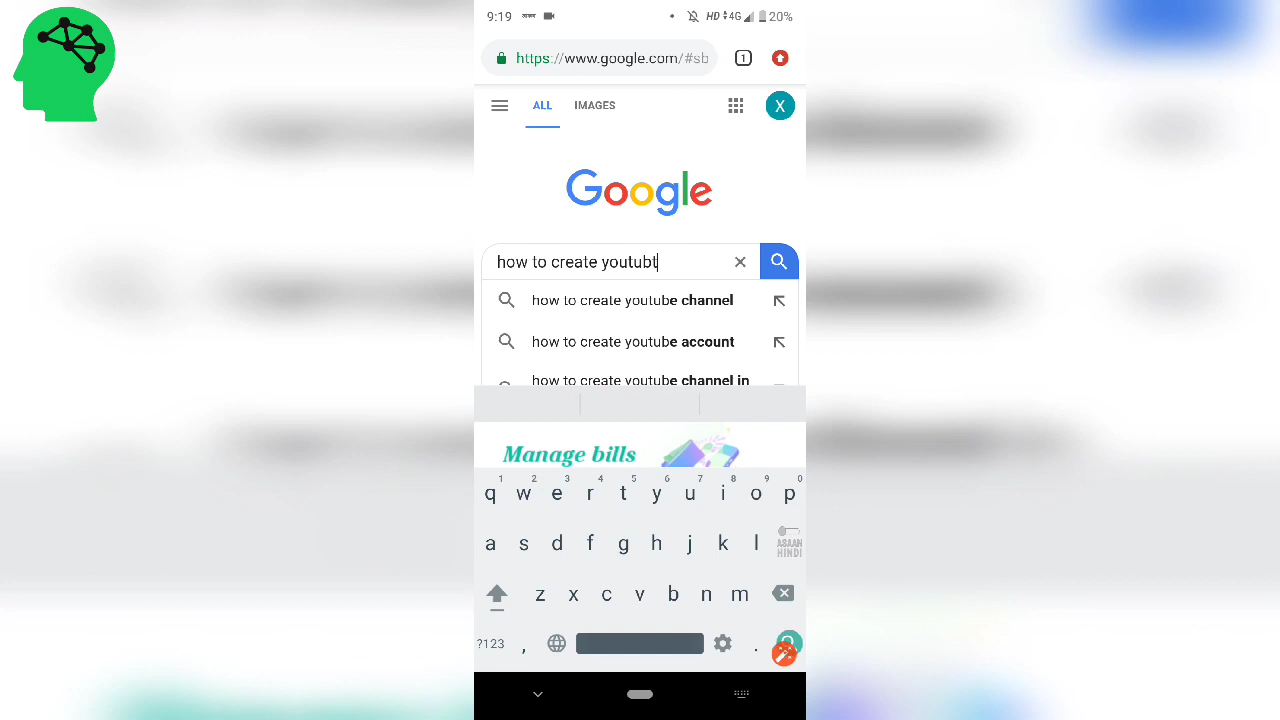 9:19 HD 4G 20%
https://www.google.com/#sb 1
ALL IMAGES X
Google
how to create youtubt
how to create youtube channel
how to create youtube account
how to create youtube channel in
Manage bills
1 2 3 4 5 6 7 8 9 0
q w e r t y u i o p
a s d f g h j k l ASAAN HINDI
z x c v b n m
?123 , .